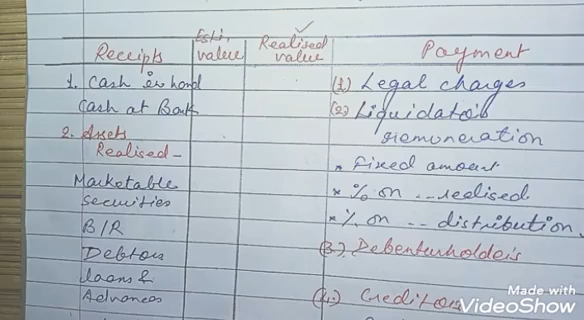 Receipts
Esti. value
Realised value
Payment
1. Cash in hand
Cash at Bank
2. Assets
Realised -
Marketable
securities
B/R
Debtors
loans &
Advances
(1) Legal charges
(2) Liquidator's
remuneration
* Fixed amount
* % on -- realised
* % on -- distribution.
(3.) Debentureholders
(4.) Creditors
Made with
VideoShow